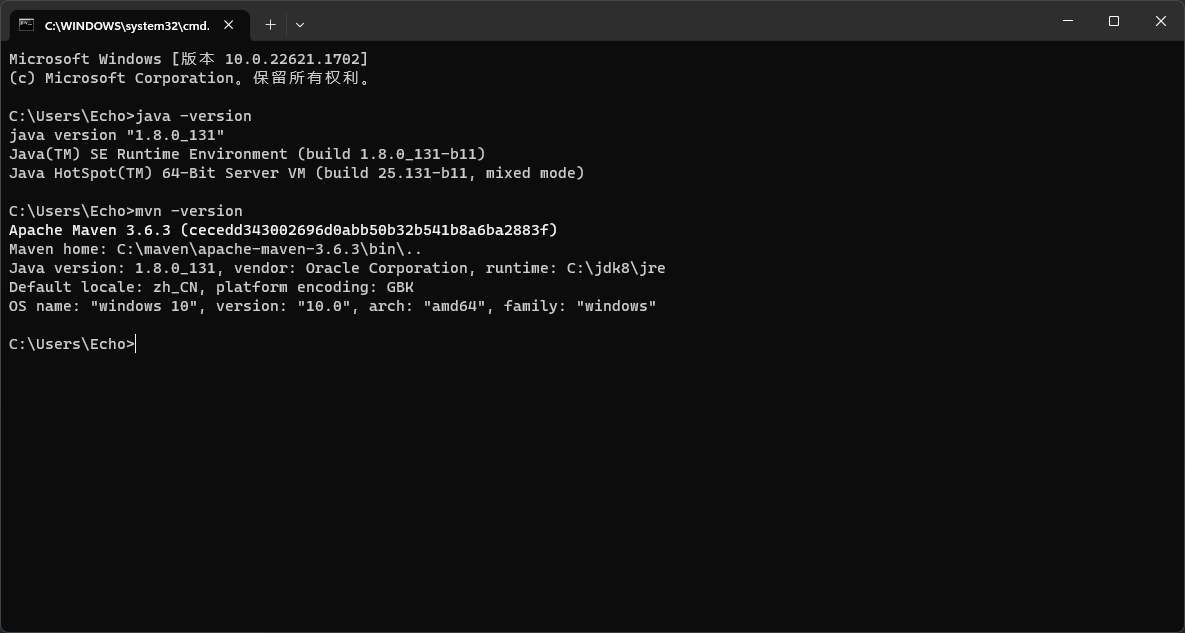 C:\WINDOWS\system32\cmd.
Microsoft Windows [版本 10.0.22621.1702]
(c) Microsoft Corporation。保留所有权利。
C:\Users\Echo>java -version
java version "1.8.0_131"
Java(TM) SE Runtime Environment (build 1.8.0_131-b11)
Java HotSpot(TM) 64-Bit Server VM (build 25.131-b11, mixed mode)
C:\Users\Echo>mvn -version
Apache Maven 3.6.3 (cecedd343002696d0abb50b32b541b8a6ba2883f)
Maven home: C:\maven\apache-maven-3.6.3\bin\..
Java version: 1.8.0_131, vendor: Oracle Corporation, runtime: C:\jdk8\jre
Default locale: zh_CN, platform encoding: GBK
OS name: "windows 10", version: "10.0", arch: "amd64", family: "windows"
C:\Users\Echo>